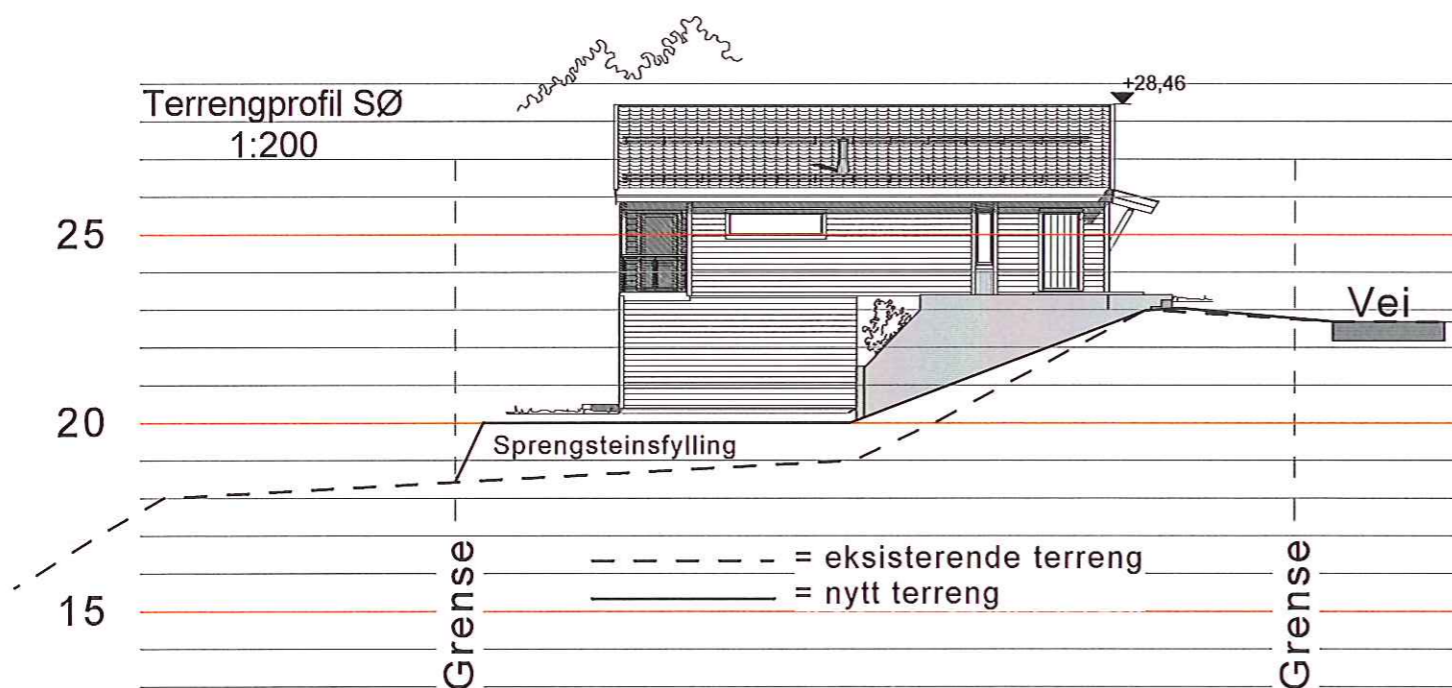 +28,46
Terrengprofil SØ
1:200
25
Vei
20
Sprengsteinsfylling
= eksisterende terreng
= nytt terreng
15
Grense
Grense